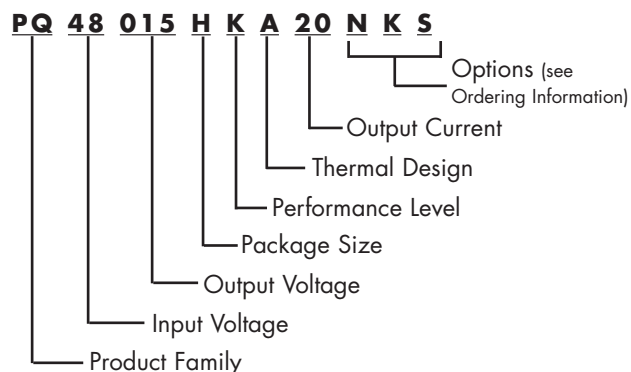 PQ 48 015 H K A 20 N K S
Options (see
Ordering Information)
Output Current
Thermal Design
Performance Level
Package Size
Output Voltage
Input Voltage
Product Family